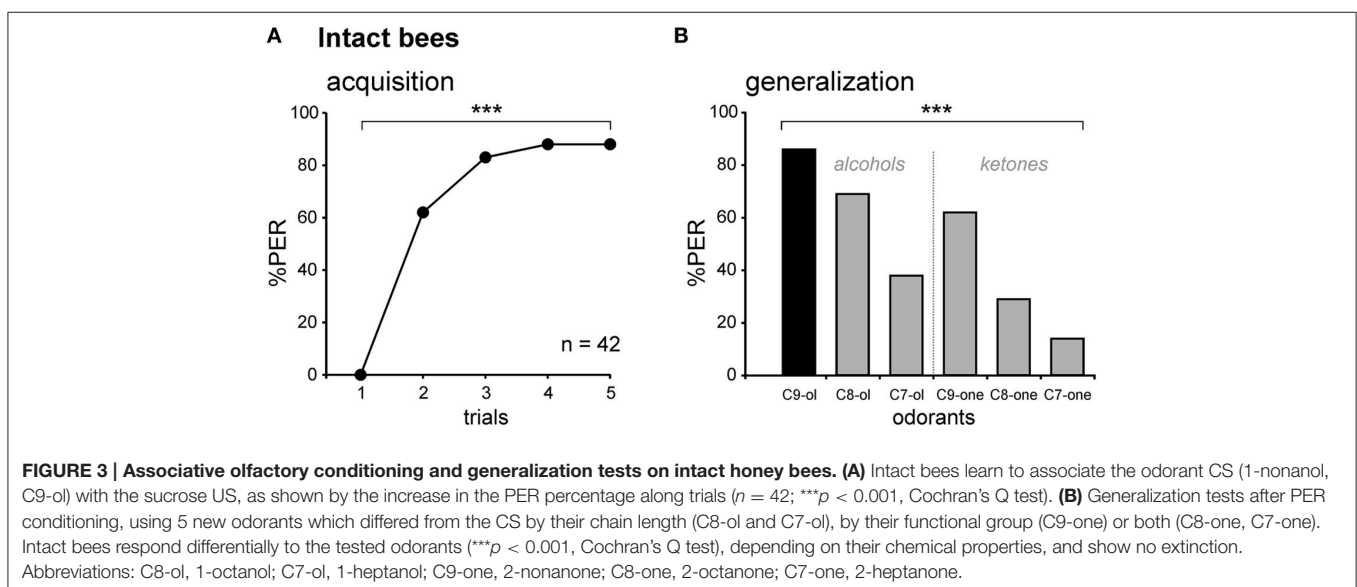 A Intact bees
acquisition
***
100
80
60
40
20
0
%PER
n = 42
1 2 3 4 5
trials
B
generalization
***
100
80
60
40
20
0
%PER
alcohols ketones
C9-ol C8-ol C7-ol C9-one C8-one C7-one
odorants
FIGURE 3 | Associative olfactory conditioning and generalization tests on intact honey bees. (A) Intact bees learn to associate the odorant CS (1-nonanol,
C9-ol) with the sucrose US, as shown by the increase in the PER percentage along trials (n = 42; ***p < 0.001, Cochran's Q test). (B) Generalization tests after PER
conditioning, using 5 new odorants which differed from the CS by their chain length (C8-ol and C7-ol), by their functional group (C9-one) or both (C8-one, C7-one).
Intact bees respond differentially to the tested odorants (***p < 0.001, Cochran's Q test), depending on their chemical properties, and show no extinction.
Abbreviations: C8-ol, 1-octanol; C7-ol, 1-heptanol; C9-one, 2-nonanone; C8-one, 2-octanone; C7-one, 2-heptanone.